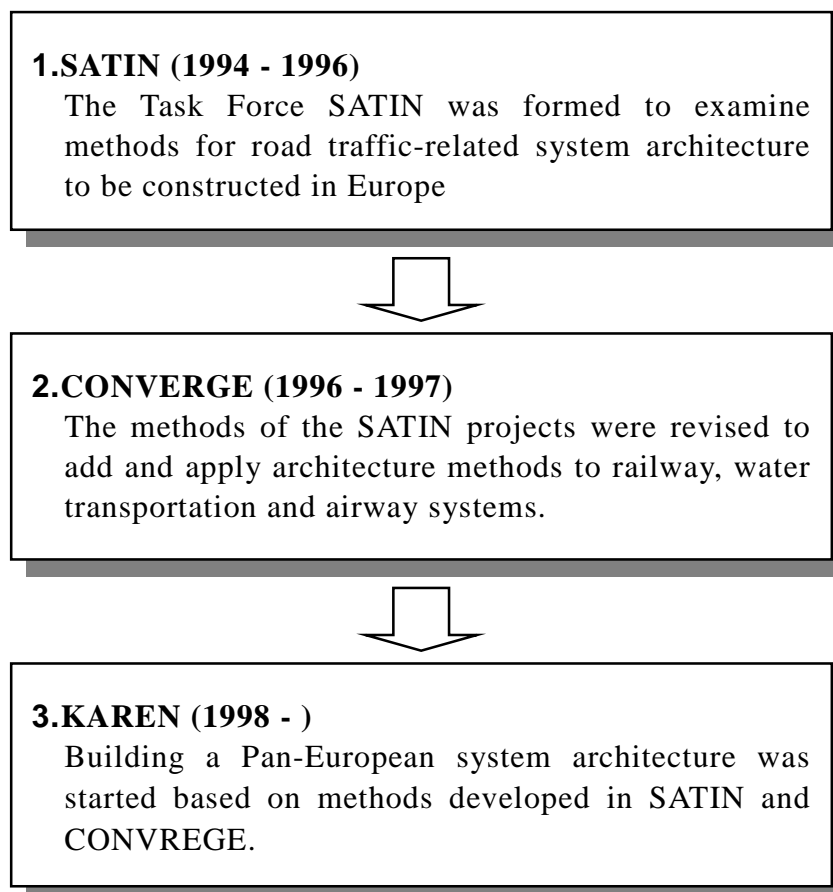 1.SATIN (1994 - 1996)
The Task Force SATIN was formed to examine
methods for road traffic-related system architecture
to be constructed in Europe
2.CONVERGE (1996 - 1997)
The methods of the SATIN projects were revised to
add and apply architecture methods to railway, water
transportation and airway systems.
3.KAREN (1998 - )
Building a Pan-European system architecture was
started based on methods developed in SATIN and
CONVREGE.